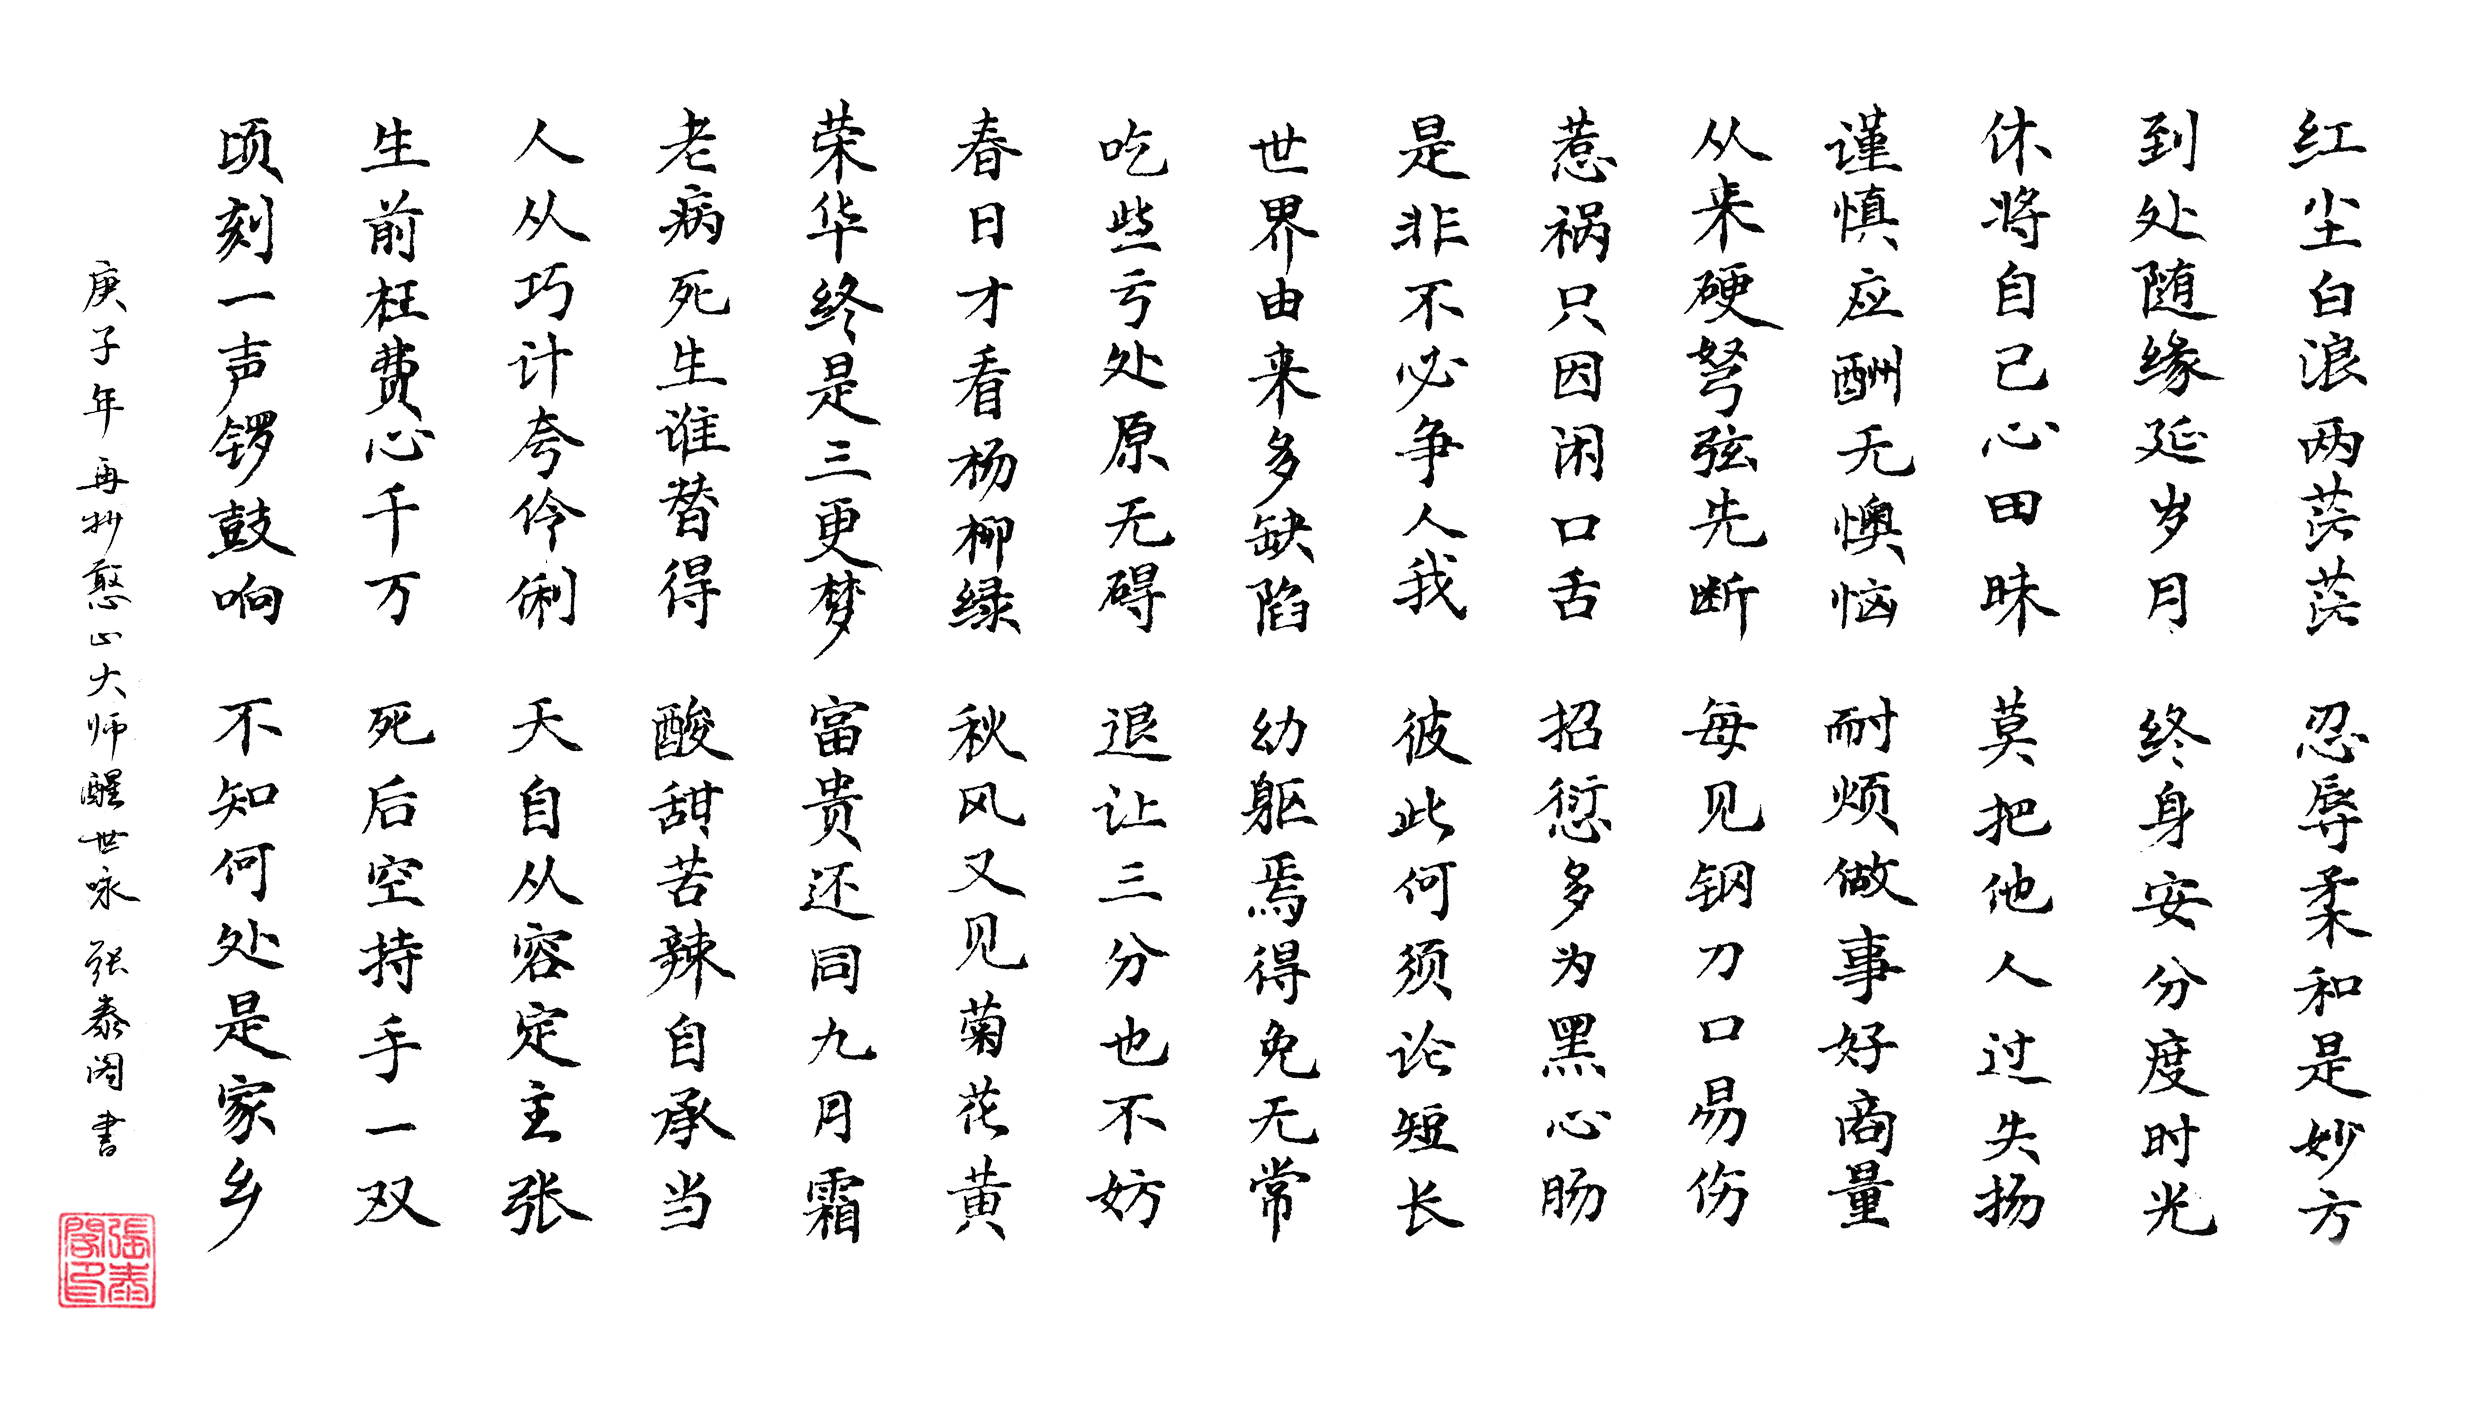 红尘白浪两茫茫 忍辱柔和是妙方
到处随缘延岁月 终身安分度时光
休将自己心田昧 莫把他人过失扬
谨慎应酬无懊恼 耐烦做事好商量
从来硬弩弦先断 每见钢刀口易伤
惹祸只因闲口舌 招愆多为黑心肠
是非不必争人我 彼此何须论短长
世界由来多缺陷 幼躯焉得免无常
吃些亏处原无碍 退让三分也不妨
春日才看杨柳绿 秋风又见菊花黄
荣华终是三更梦 富贵还同九月霜
老病死生谁替得 酸甜苦辣自承当
人从巧计夸伶俐 天自从容定主张
生前枉费心千万 死后空持手一双
顷刻一声锣鼓响 不知何处是家乡
庚子年 再抄憨山大师醒世咏 张泰阁書
張泰閣印